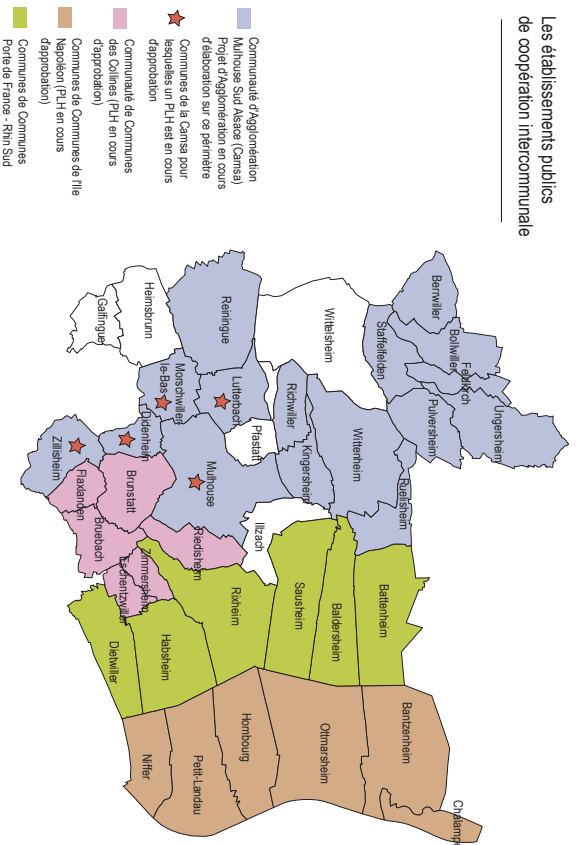 Les établissements publics
de coopération intercommunale
Communauté d'Agglomération
Mulhouse Sud Alsace (Camsa)
Projet d'Agglomération en cours
d'élaboration sur ce périmètre
Communes de la Camsa pour
lesquelles un PLH est en cours
d'approbation
Communauté de Communes
des Collines (PLH en cours
d'approbation)
Communes de Communes de l'Ile
Napoléon (PLH en cours
d'approbation)
Communes de Communes
Porte de France - Rhin Sud
Ungersheim
Feldkirch
Bollwiller
Berrwiller
Pulversheim
Staffelfelden
Ruelisheim
Wittenheim
Wittelsheim
Battenheim
Bantzenheim
Chalampé
Baldersheim
Ottmarsheim
Richwiller
Kingersheim
Sausheim
Pfastatt
Illzach
Reiningue
Lutterbach
Mulhouse
Riedisheim
Rixheim
Hombourg
Morschwiller
le-Bas
Heimsbrunn
Galfingue
Didenheim
Brunstatt
Zimmersheim
Habsheim
Petit-Landau
Zillisheim
Flaxlanden
Bruebach
Eschentzwiller
Dietwiller
Niffer